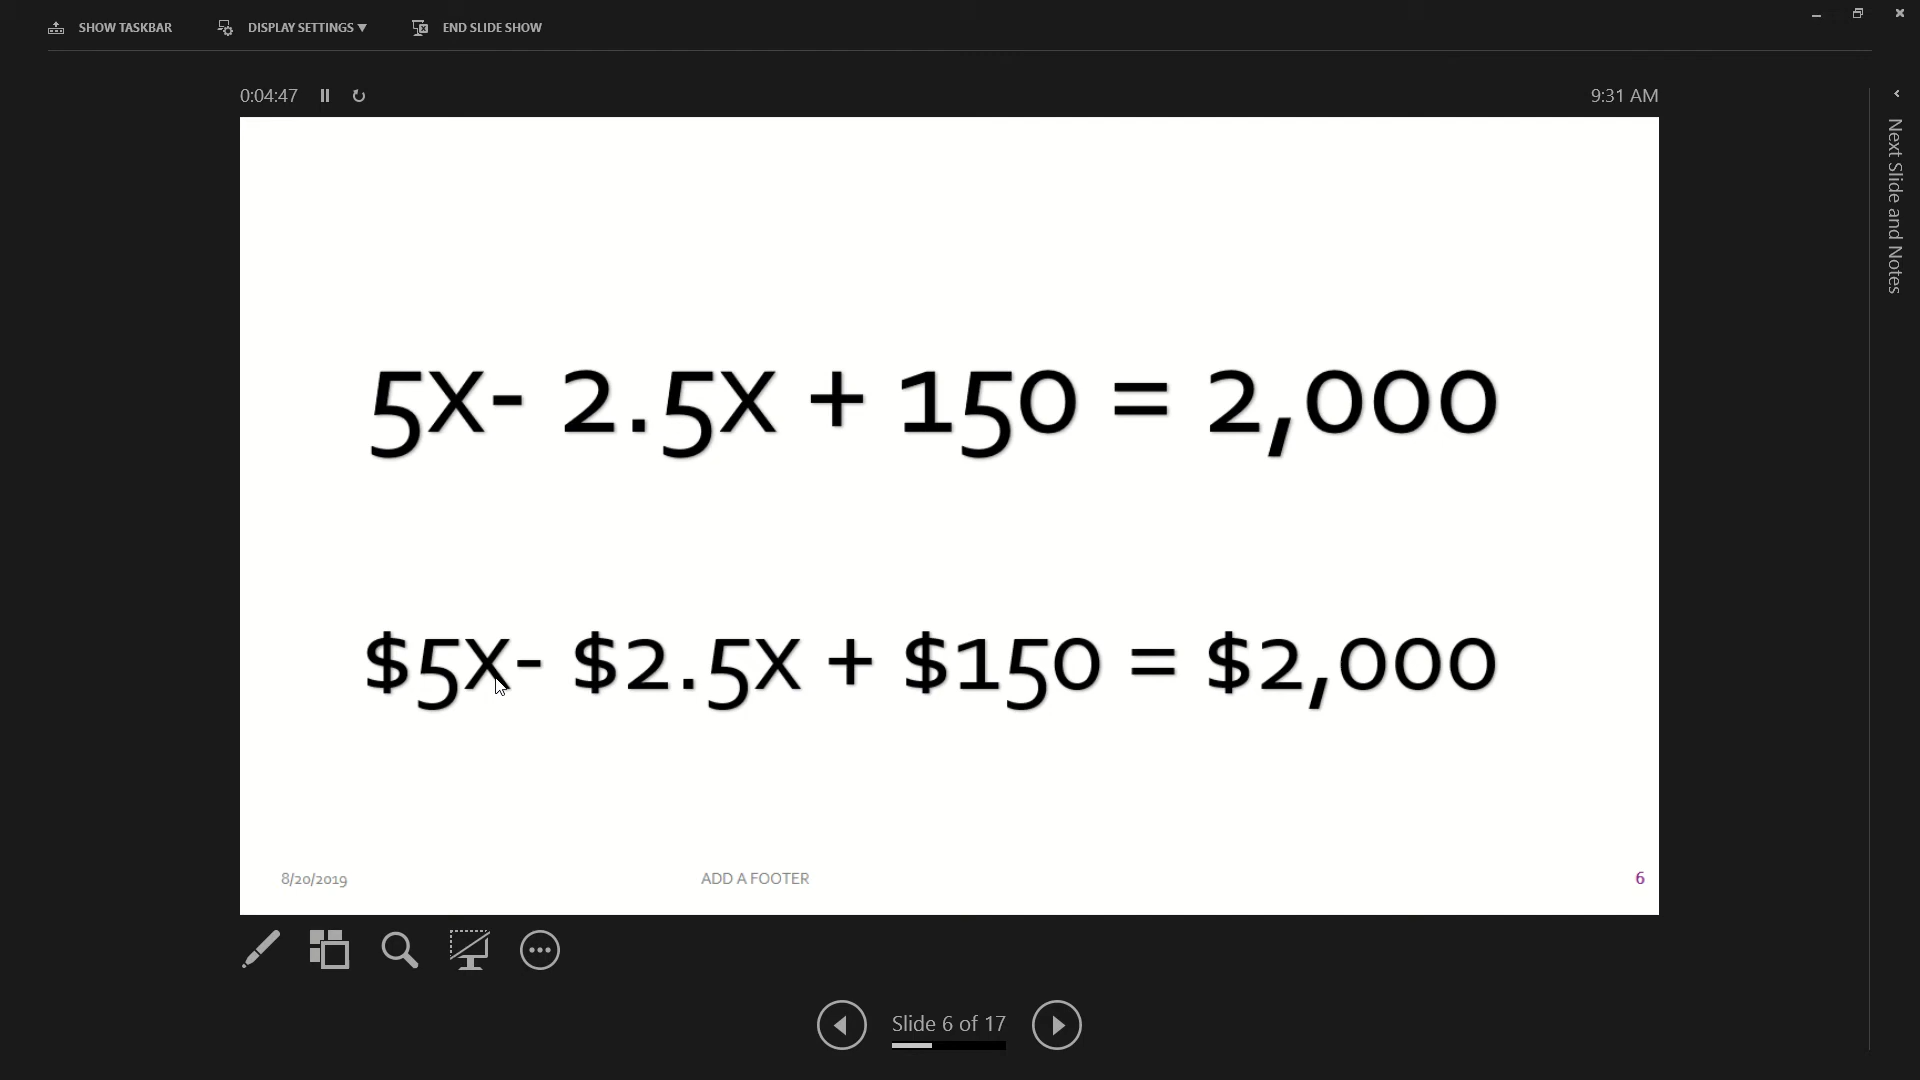 SHOW TASKBAR DISPLAY SETTINGS ▼ END SLIDE SHOW
0:04:47 9:31 AM
Next Slide and Notes
5x- 2.5x + 150 = 2,000
$5x- $2.5x + $150 = $2,000
8/20/2019 ADD A FOOTER 6
Slide 6 of 17